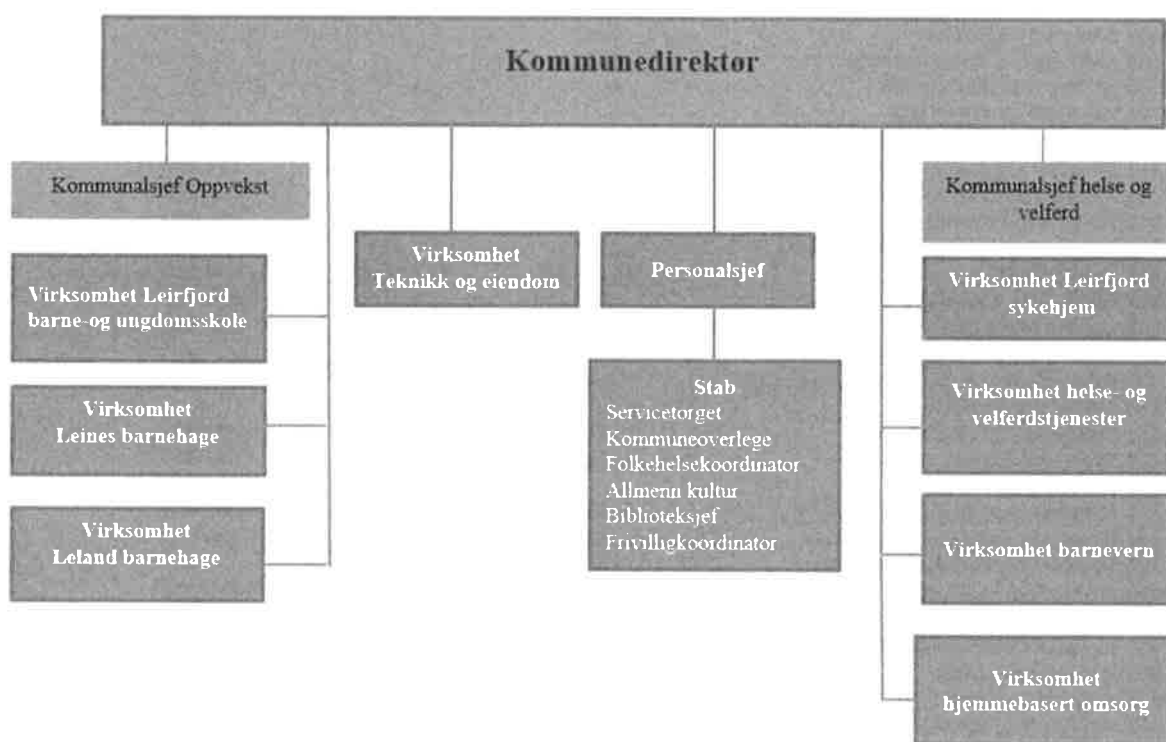 Kommunedirektør
Kommunalsjef Oppvekst
Virksomhet Leirfjord
barne-og ungdomsskole
Virksomhet
Leines barnehage
Virksomhet
Leland barnehage
Virksomhet
Teknikk og eiendom
Personalsjef
Stab
Servicetorget
Kommuneoverlege
Folkehelsekoordinator
Allmenn kultur
Biblioteksjef
Frivilligkoordinator
Kommunalsjef helse og
velferd
Virksomhet Leirfjord
sykehjem
Virksomhet helse- og
velferdstjenester
Virksomhet barnevern
Virksomhet
hjemmebasert omsorg